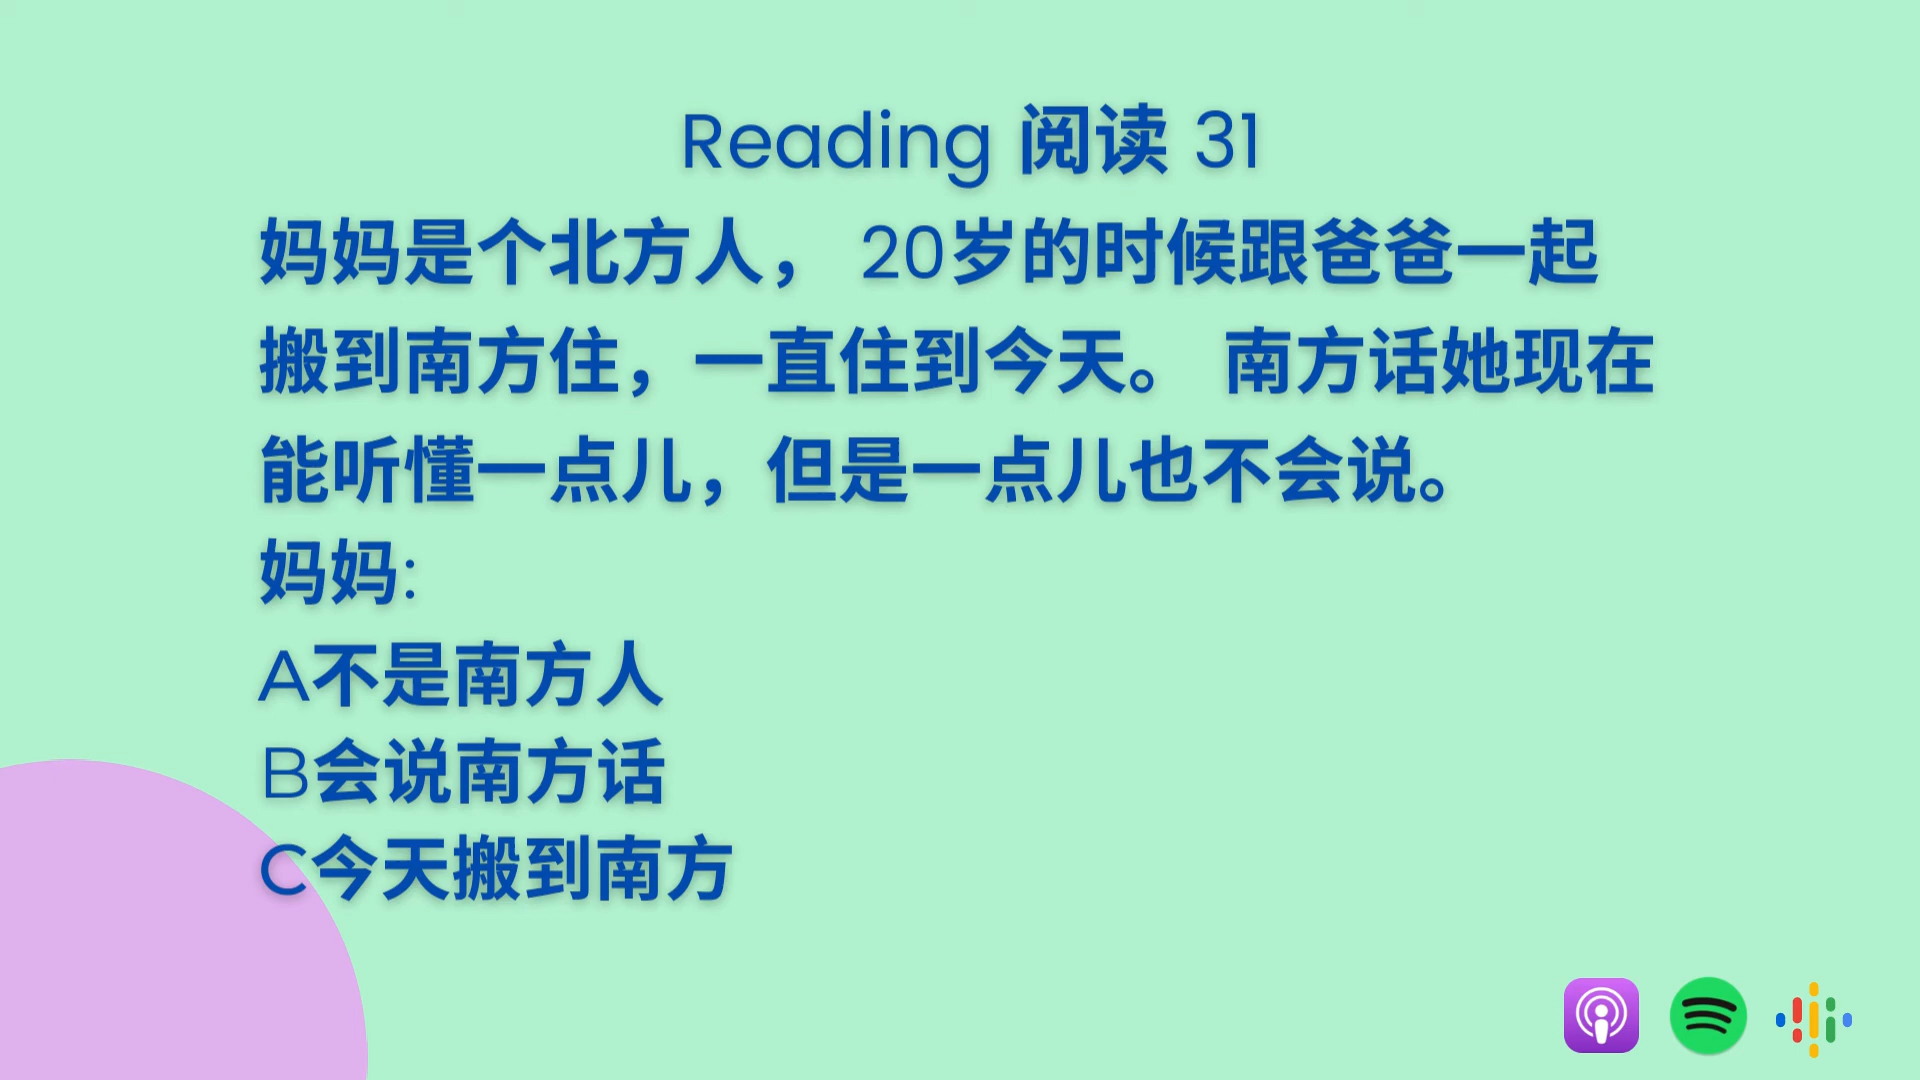 Reading 阅读 31
妈妈是个北方人， 20岁的时候跟爸爸一起
搬到南方住，一直住到今天。 南方话她现在
能听懂一点儿，但是一点儿也不会说。
妈妈:
A不是南方人
B会说南方话
C今天搬到南方